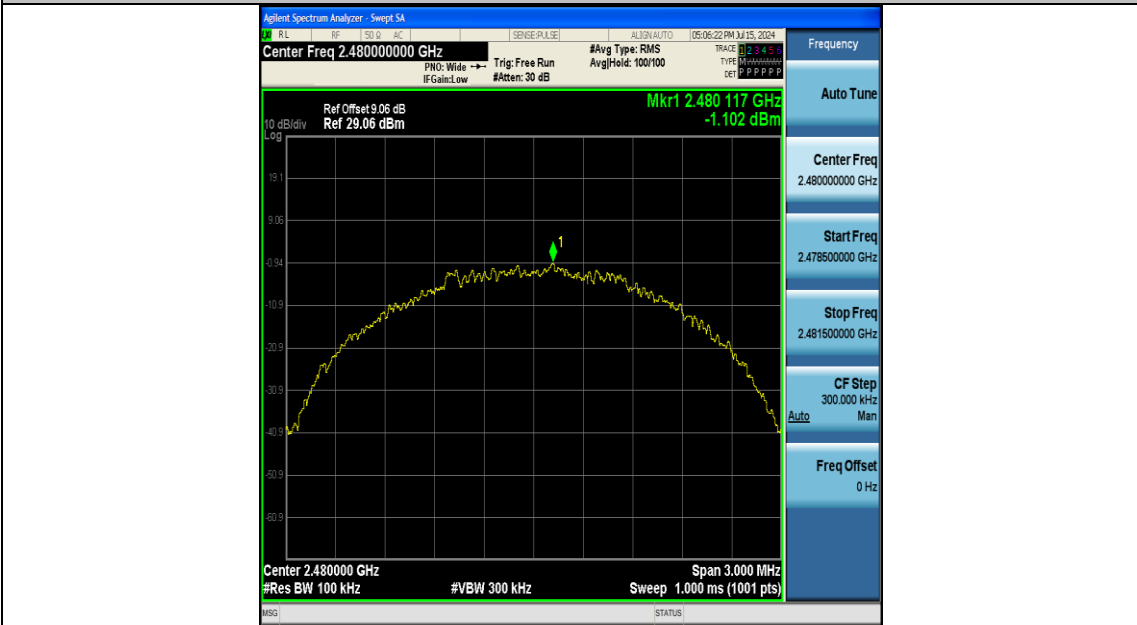 Agilent Spectrum Analyzer - Swept SA
RL RF 50 Ω AC SENSE:PULSE ALIGN AUTO 05:06:22 PM Jul 15, 2024
Center Freq 2.480000000 GHz
PNO: Wide
IFGain:Low
Trig: Free Run
#Atten: 30 dB
#Avg Type: RMS
Avg|Hold: 100/100
TRACE 1 2 3 4 5 6
TYPE
DET P P P P P P
Mkr1 2.480 117 GHz
-1.102 dBm
Ref Offset 9.06 dB
10 dB/div Ref 29.06 dBm
Log
19.1
9.06
-0.94
-10.9
-20.9
-30.9
-40.9
-50.9
-60.9
1
Center 2.480000 GHz Span 3.000 MHz
#Res BW 100 kHz #VBW 300 kHz Sweep 1.000 ms (1001 pts)
MSG STATUS
Frequency
Auto Tune
Center Freq
2.480000000 GHz
Start Freq
2.478500000 GHz
Stop Freq
2.481500000 GHz
CF Step
300.000 kHz
Auto Man
Freq Offset
0 Hz